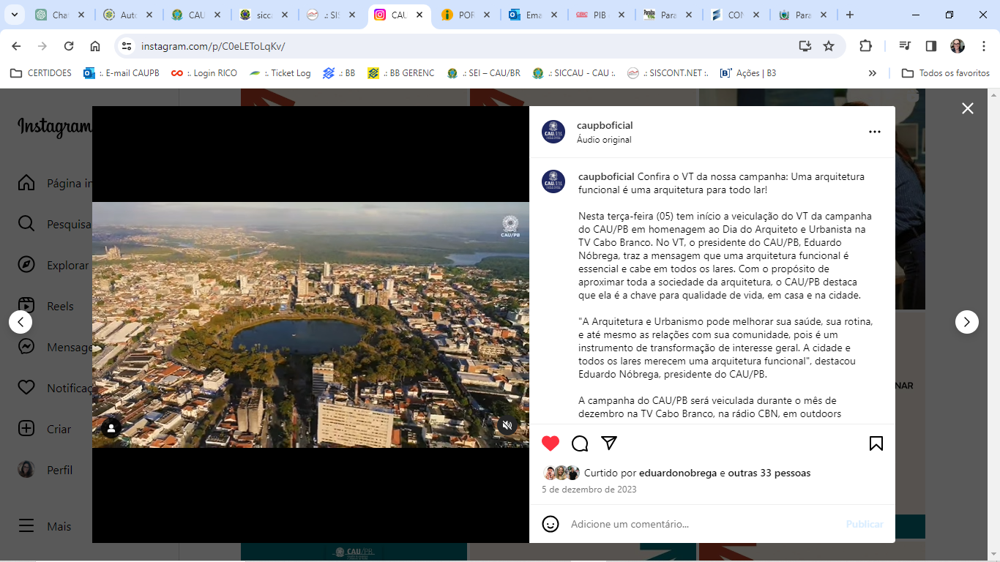 Chat
Auto
CAU
sicca
.: SIS
CAU
POR
Ema
PIB
Para
CON
Para
instagram.com/p/C0eLEToLqKv/
CERTIDOES
:. E-mail CAUPB
:. Login RICO
:. Ticket Log
.: BB
.: BB GERENC
.: SEI – CAU/BR
.: SICCAU - CAU :.
.: SISCONT.NET :.
Ações | B3
Todos os favoritos
Instagram
Página in
Pesquisa
Explorar
Reels
Mensage
Notificaç
Criar
Perfil
Mais
CAU/PB
caupboficial
Áudio original
caupboficial Confira o VT da nossa campanha: Uma arquitetura
funcional é uma arquitetura para todo lar!
Nesta terça-feira (05) tem início a veiculação do VT da campanha
do CAU/PB em homenagem ao Dia do Arquiteto e Urbanista na
TV Cabo Branco. No VT, o presidente do CAU/PB, Eduardo
Nóbrega, traz a mensagem que uma arquitetura funcional é
essencial e cabe em todos os lares. Com o propósito de
aproximar toda a sociedade da arquitetura, o CAU/PB destaca
que ela é a chave para qualidade de vida, em casa e na cidade.
"A Arquitetura e Urbanismo pode melhorar sua saúde, sua rotina,
e até mesmo as relações com sua comunidade, pois é um
instrumento de transformação de interesse geral. A cidade e
todos os lares merecem uma arquitetura funcional", destacou
Eduardo Nóbrega, presidente do CAU/PB.
A campanha do CAU/PB será veiculada durante o mês de
dezembro na TV Cabo Branco, na rádio CBN, em outdoors
Curtido por eduardonobrega e outras 33 pessoas
5 de dezembro de 2023
Adicione um comentário...
Publicar
NAR
CAU/PB